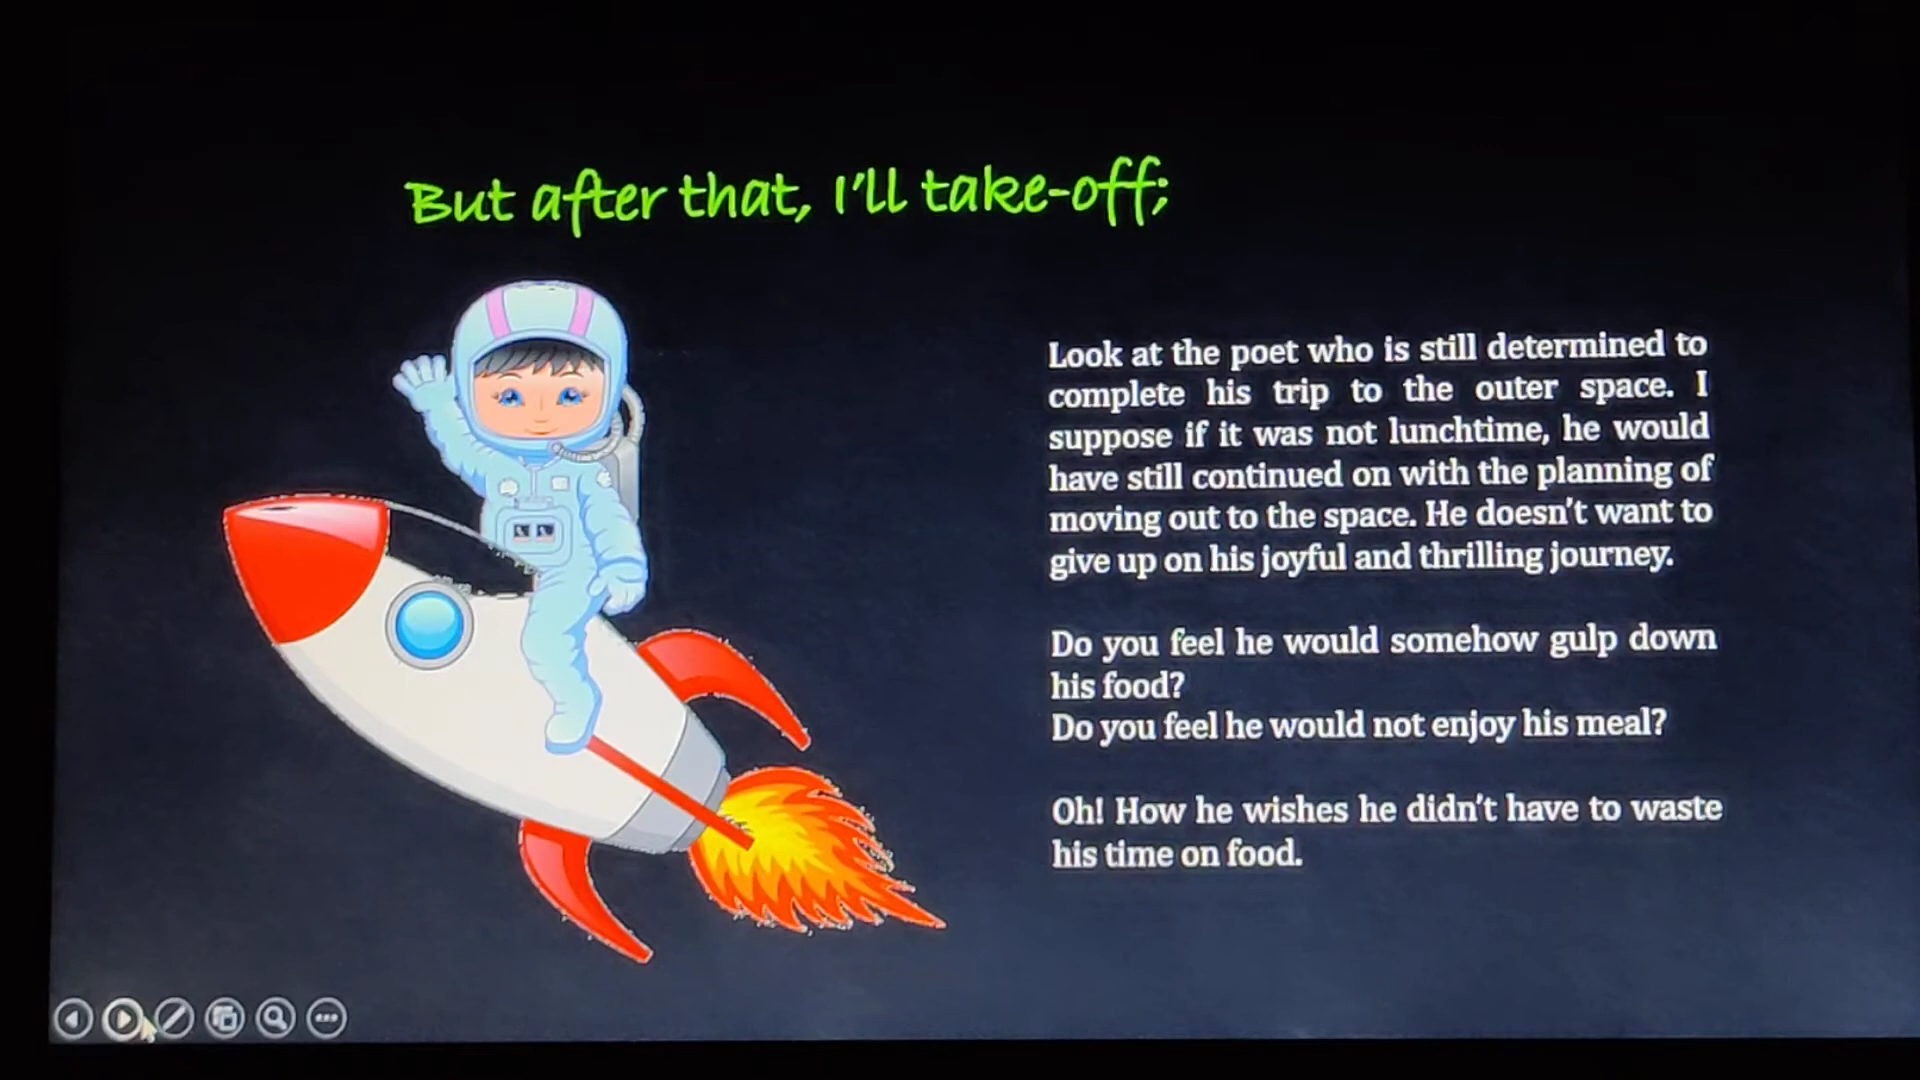 But after that, I'll take-off;
Look at the poet who is still determined to
complete his trip to the outer space. I
suppose if it was not lunchtime, he would
have still continued on with the planning of
moving out to the space. He doesn't want to
give up on his joyful and thrilling journey.
Do you feel he would somehow gulp down
his food?
Do you feel he would not enjoy his meal?
Oh! How he wishes he didn't have to waste
his time on food.